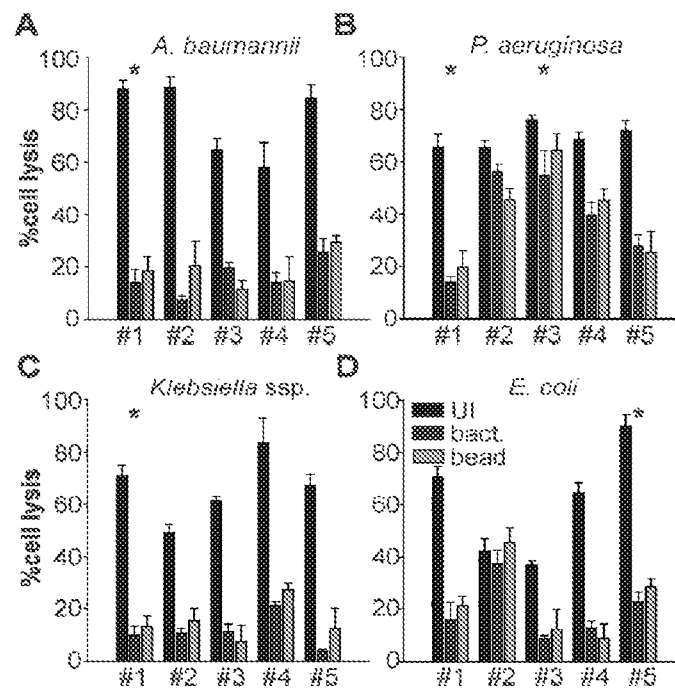 A
A. baumannii
100
80
60
40
20
0
%cell lysis
*
#1 #2 #3 #4 #5
B
P. aeruginosa
100
80
60
40
20
0
* *
#1 #2 #3 #4 #5
C
Klebsiella ssp.
100
80
60
40
20
0
%cell lysis
*
#1 #2 #3 #4 #5
D
E. coli
100
80
60
40
20
0
UI
bact.
bead
*
#1 #2 #3 #4 #5